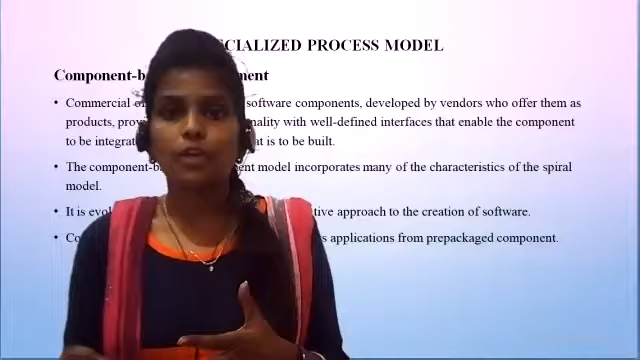 CIALIZED PROCESS MODEL
Component-b ment
• Commercial o software components, developed by vendors who offer them as
products, prov nality with well-defined interfaces that enable the component
to be integrat at is to be built.
• The component-b ent model incorporates many of the characteristics of the spiral
model.
• It is evol tive approach to the creation of software.
• Co s applications from prepackaged component.